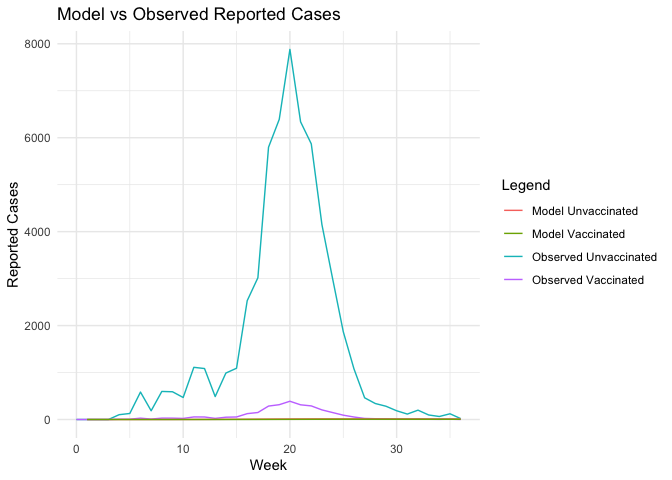 Model vs Observed Reported Cases
Reported Cases
8000
6000
4000
2000
0
0 10 20 30
Week
Legend
Model Unvaccinated
Model Vaccinated
Observed Unvaccinated
Observed Vaccinated